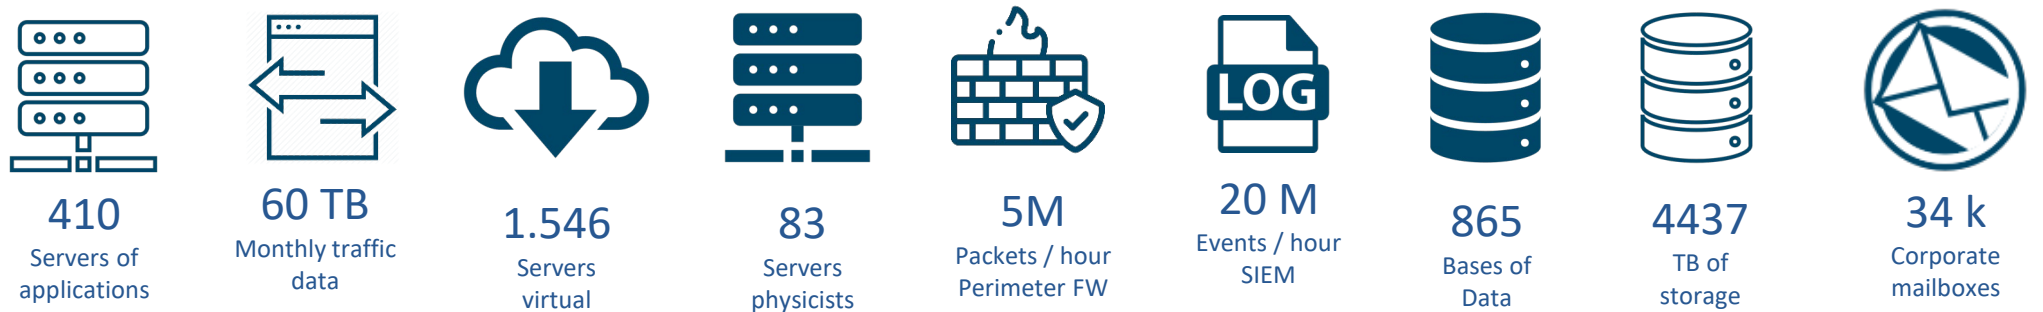 LOG
410
Servers of
applications
60 TB
Monthly traffic
data
1.546
Servers
virtual
83
Servers
physicists
5M
Packets / hour
Perimeter FW
20 M
Events / hour
SIEM
865
Bases of
Data
4437
TB of
storage
34 k
Corporate
mailboxes